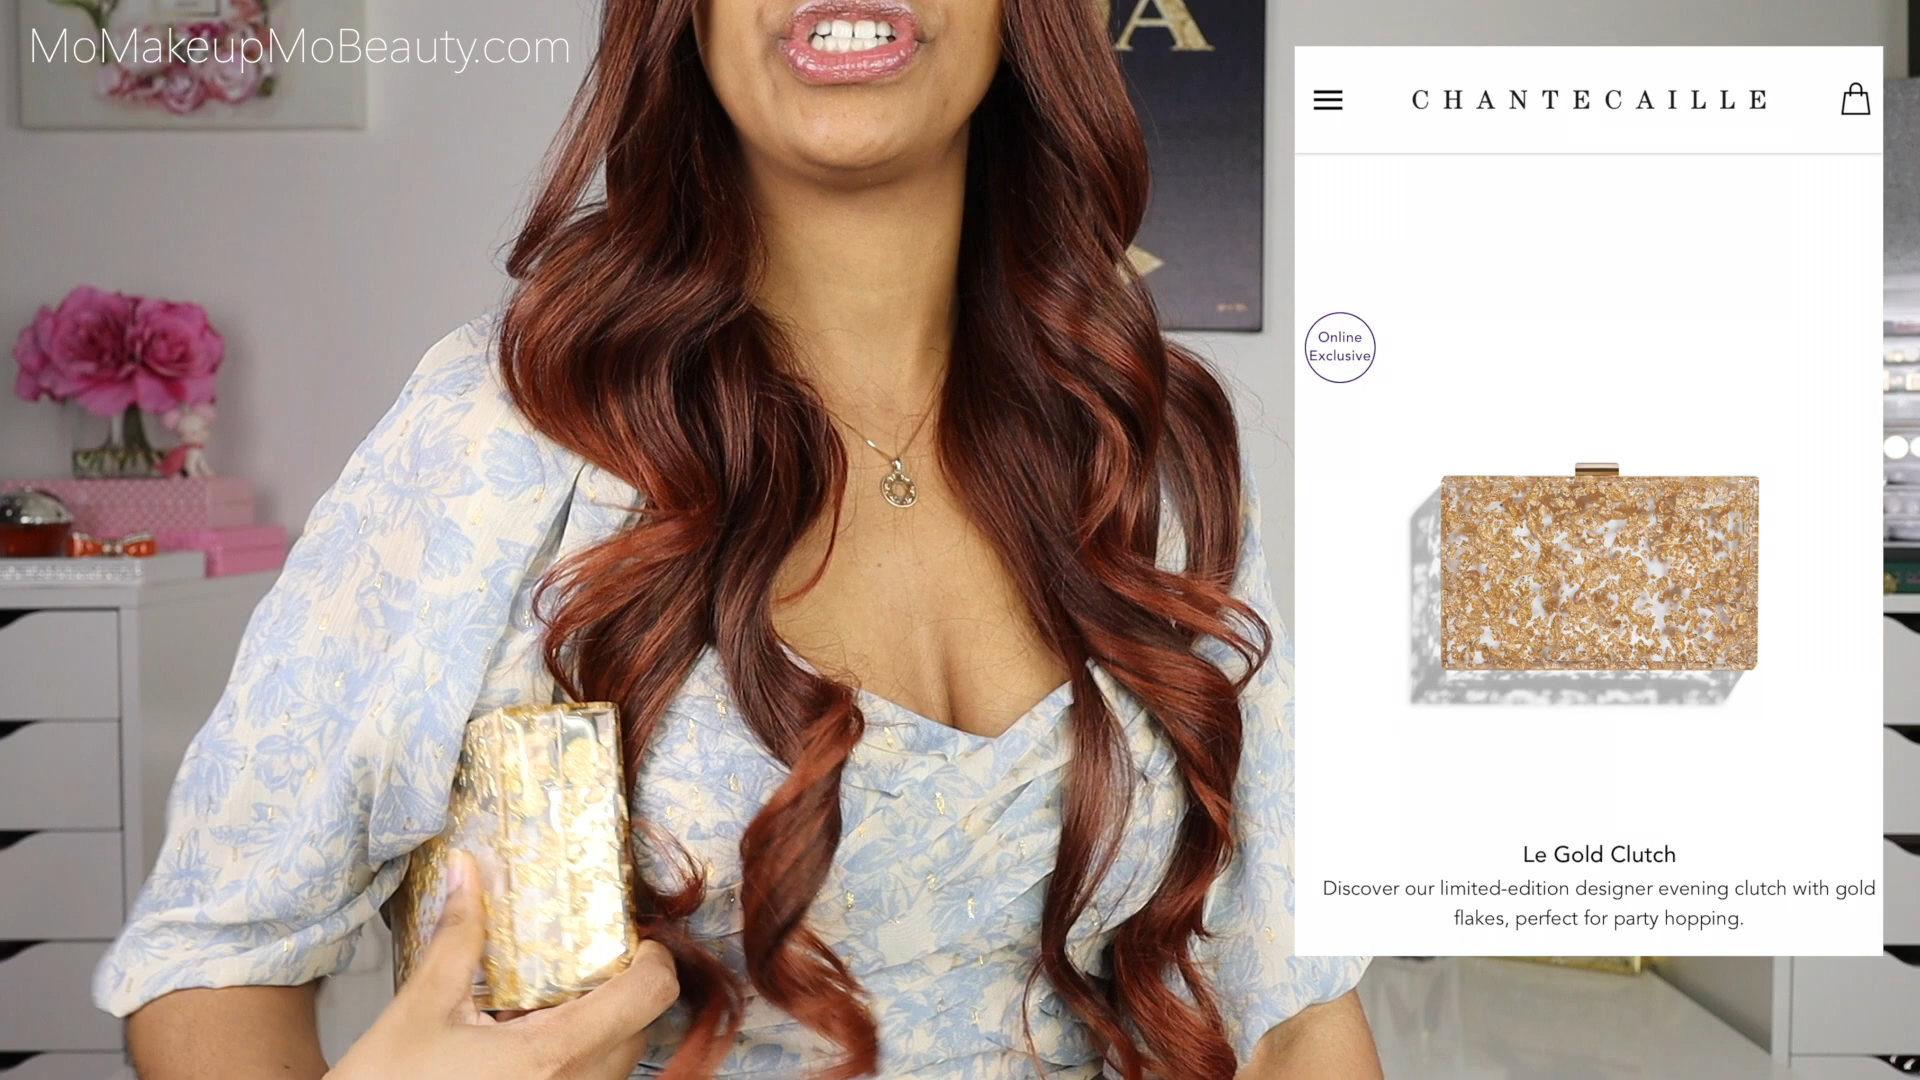 MoMakeupMoBeauty.com
A
CHANTECAILLE
Online
Exclusive
Le Gold Clutch
Discover our limited-edition designer evening clutch with gold
flakes, perfect for party hopping.